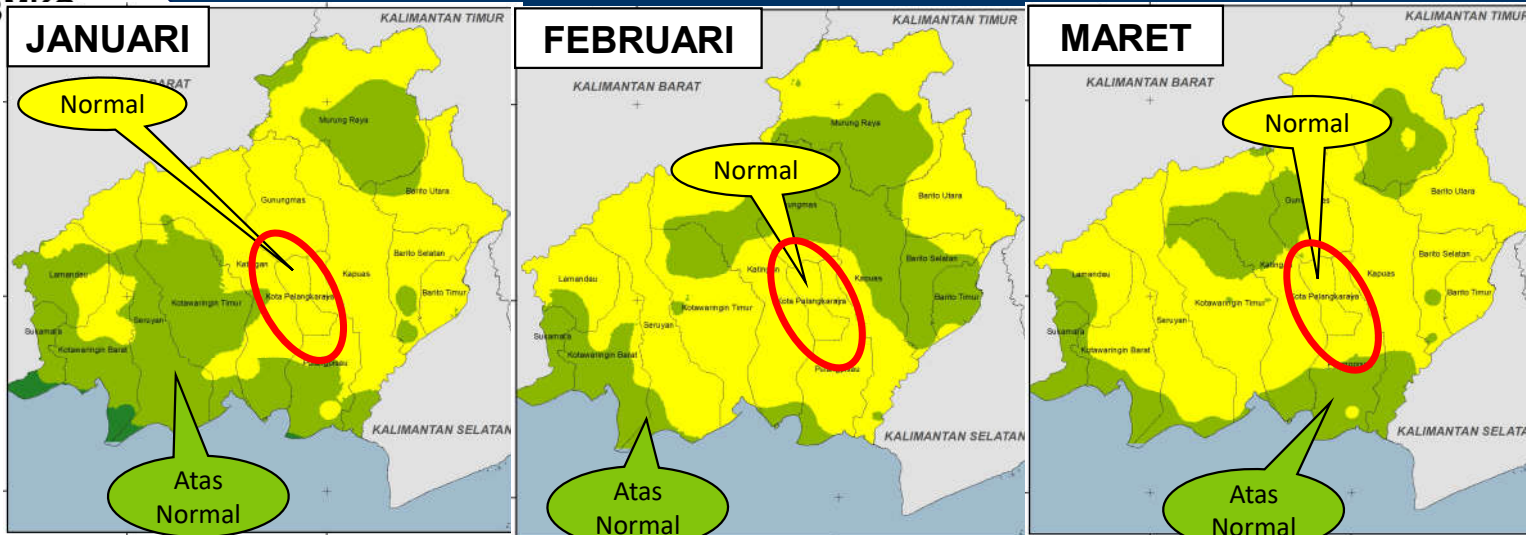 JANUARI
KALIMANTAN TIMUR
BARAT
Normal
Murung Raya
Barito Utara
Gunungmas
Barito Selatan
Lamandau
Katingan
Kapuas
Kotawaringin Timur
Kota Palangkaraya
Barito Timur
Seruyan
Sukamara
Kotawaringin Barat
KALIMANTAN SELATAN
Atas
Normal
FEBRUARI
KALIMANTAN TIMUR
KALIMANTAN BARAT
Murung Raya
Normal
Barito Utara
Barito Selatan
Lamandau
Kapuas
Kotawaringin Timur
Kota Palangkaraya
Barito Timur
Seruyan
Sukamara
Kotawaringin Barat
KALIMANTAN SELATAN
Atas
Normal
MARET
KALIMANTAN TIMUR
KALIMANTAN BARAT
Normal
Barito Utara
Barito Selatan
Lamandau
Kapuas
Kotawaringin Timur
Kota Palangkaraya
Barito Timur
Seruyan
Sukamara
Kotawaringin Barat
KALIMANTAN SELATA
Atas
Normal